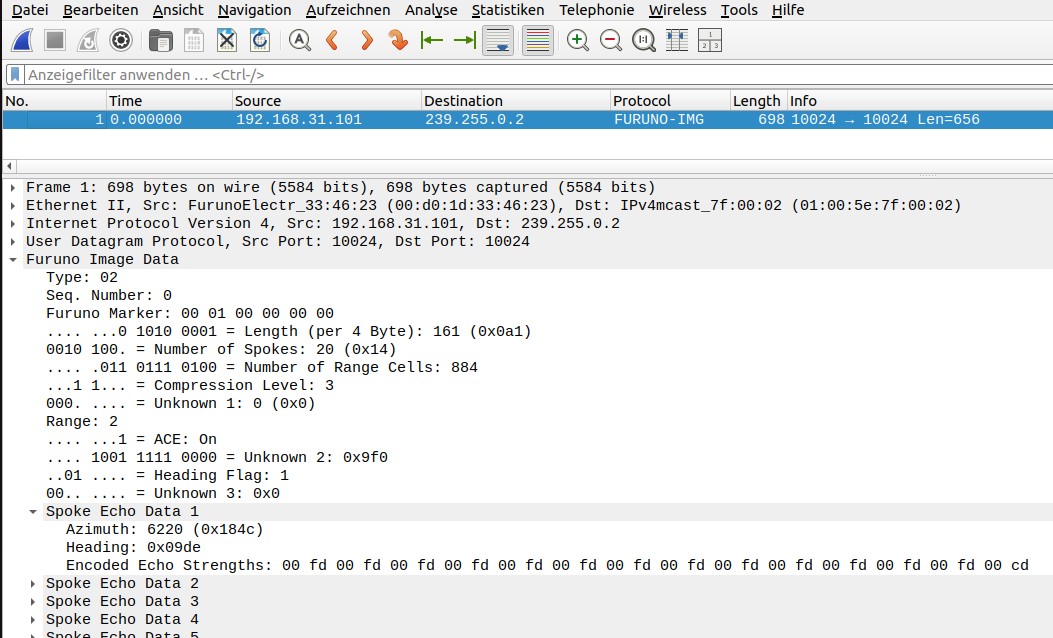 Datei Bearbeiten Ansicht Navigation Aufzeichnen Analyse Statistiken Telephonie Wireless Tools Hilfe
Anzeigefilter anwenden … <Ctrl-/>
No. Time Source Destination Protocol Length Info
1 0.000000 192.168.31.101 239.255.0.2 FURUNO-IMG 698 10024 → 10024 Len=656
Frame 1: 698 bytes on wire (5584 bits), 698 bytes captured (5584 bits)
Ethernet II, Src: FurunoElectr_33:46:23 (00:d0:1d:33:46:23), Dst: IPv4mcast_7f:00:02 (01:00:5e:7f:00:02)
Internet Protocol Version 4, Src: 192.168.31.101, Dst: 239.255.0.2
User Datagram Protocol, Src Port: 10024, Dst Port: 10024
Furuno Image Data
Type: 02
Seq. Number: 0
Furuno Marker: 00 01 00 00 00 00
.... ...0 1010 0001 = Length (per 4 Byte): 161 (0x0a1)
0010 100. = Number of Spokes: 20 (0x14)
.... .011 0111 0100 = Number of Range Cells: 884
...1 1... = Compression Level: 3
000. .... = Unknown 1: 0 (0x0)
Range: 2
.... ...1 = ACE: On
.... 1001 1111 0000 = Unknown 2: 0x9f0
..01 .... = Heading Flag: 1
00.. .... = Unknown 3: 0x0
Spoke Echo Data 1
Azimuth: 6220 (0x184c)
Heading: 0x09de
Encoded Echo Strengths: 00 fd 00 fd 00 fd 00 fd 00 fd 00 fd 00 fd 00 fd 00 fd 00 fd 00 fd 00 fd 00 fd 00 cd
Spoke Echo Data 2
Spoke Echo Data 3
Spoke Echo Data 4
Spoke Echo Data 5